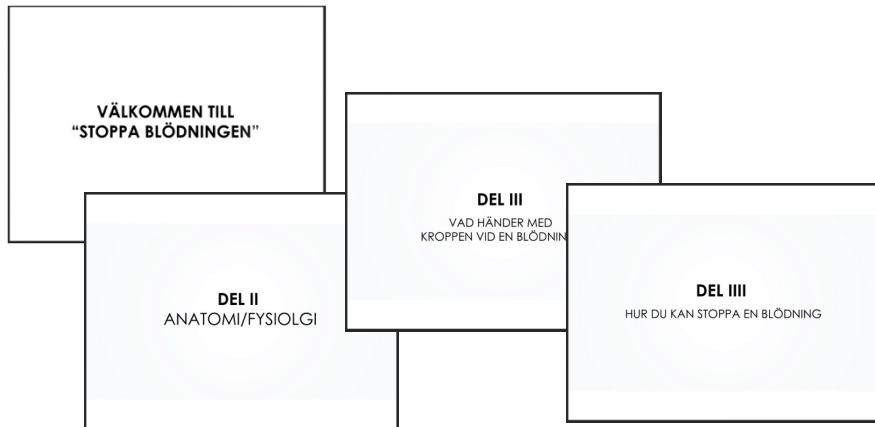 VÄLKOMMEN TILL
“STOPPA BLÖDNINGEN”
DEL II
ANATOMI/FYSIOLGI
DEL III
VAD HÄNDER MED
KROPPEN VID EN BLÖDNIN
DEL IIII
HUR DU KAN STOPPA EN BLÖDNING